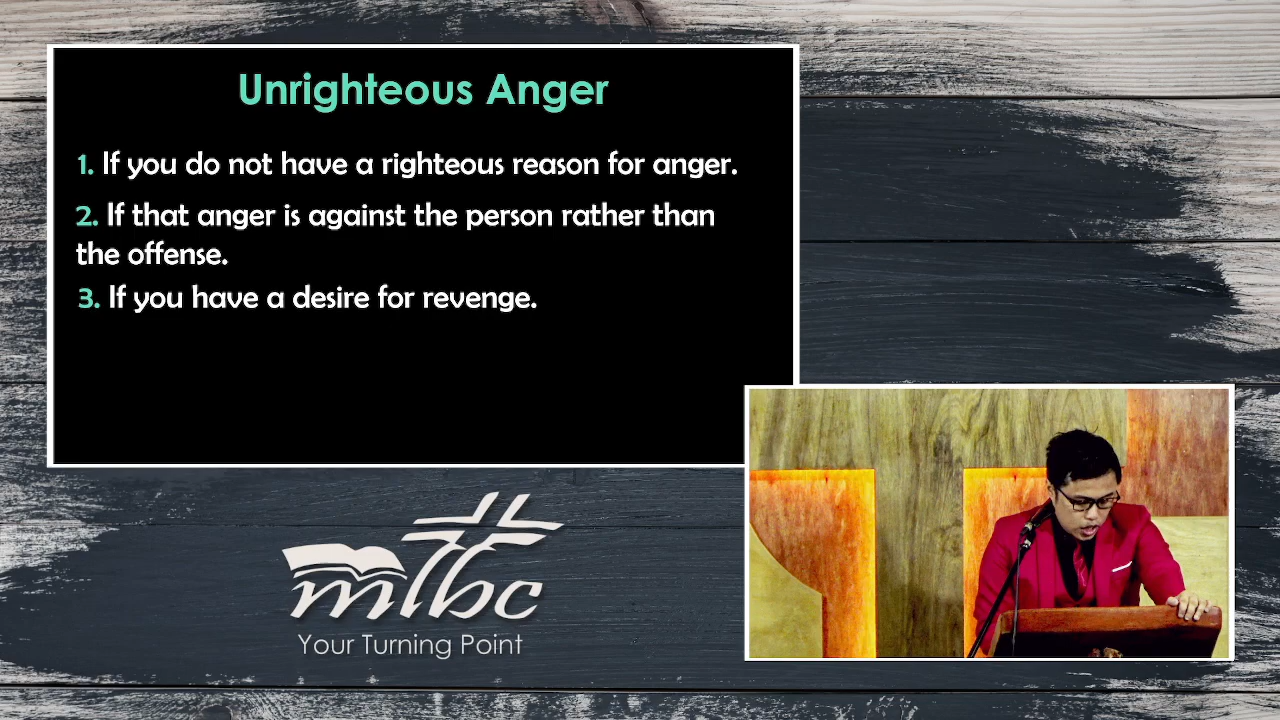 Unrighteous Anger
1. If you do not have a righteous reason for anger.
2. If that anger is against the person rather than
the offense.
3. If you have a desire for revenge.
mtbc
Your Turning Point